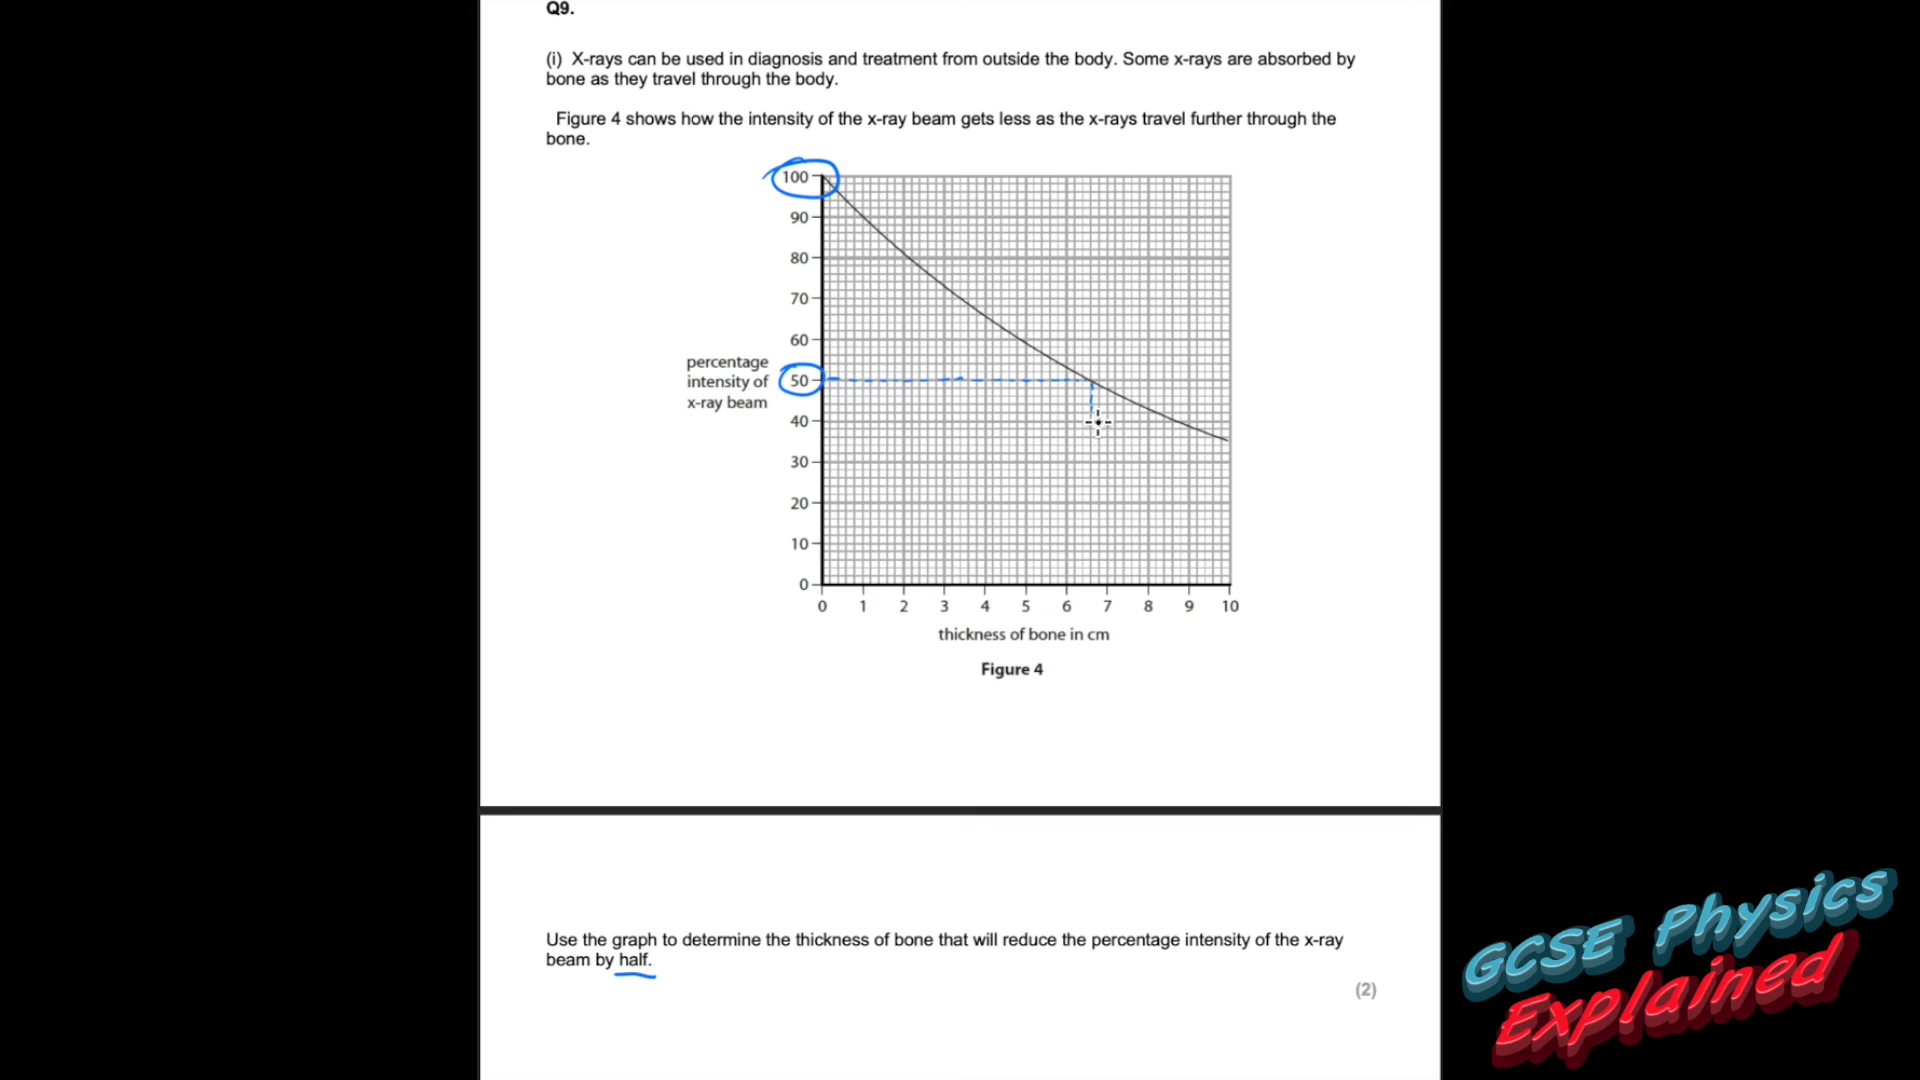 Q9.
(i) X-rays can be used in diagnosis and treatment from outside the body. Some x-rays are absorbed by
bone as they travel through the body.
Figure 4 shows how the intensity of the x-ray beam gets less as the x-rays travel further through the
bone.
100
90
80
70
60
50
40
30
20
10
0
percentage
intensity of
x-ray beam
0 1 2 3 4 5 6 7 8 9 10
thickness of bone in cm
Figure 4
Use the graph to determine the thickness of bone that will reduce the percentage intensity of the x-ray
beam by half.
(2)
GCSE Physics
Explained